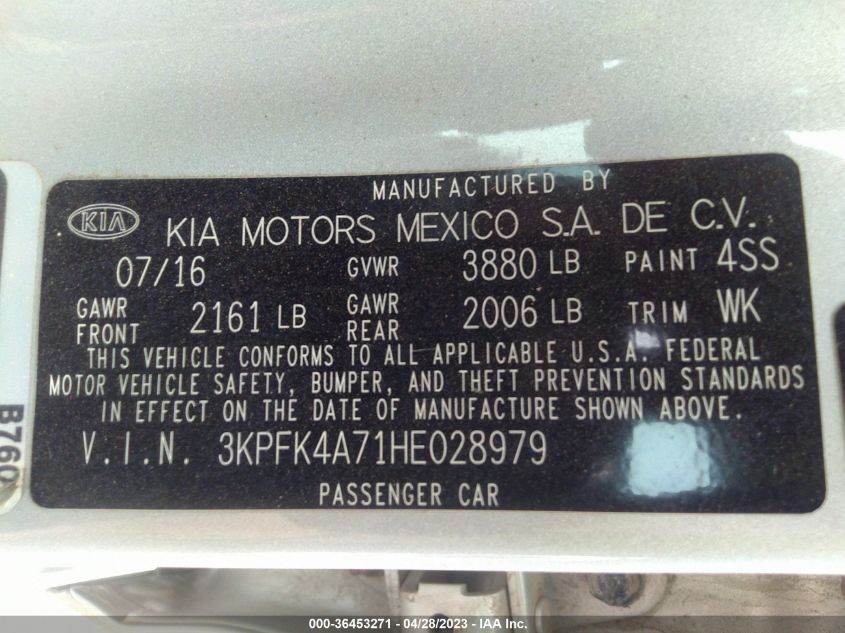 MANUFACTURED BY
KIA KIA MOTORS MEXICO S.A. DE C.V.
07/16 GVWR 3880 LB PAINT 4SS
GAWR FRONT 2161 LB GAWR REAR 2006 LB TRIM WK
THIS VEHICLE CONFORMS TO ALL APPLICABLE U.S.A. FEDERAL
MOTOR VEHICLE SAFETY, BUMPER, AND THEFT PREVENTION STANDARDS
IN EFFECT ON THE DATE OF MANUFACTURE SHOWN ABOVE.
V.I.N. 3KPFK4A71HE028979
PASSENGER CAR
B760
000-36453271 - 04/28/2023 - IAA Inc.